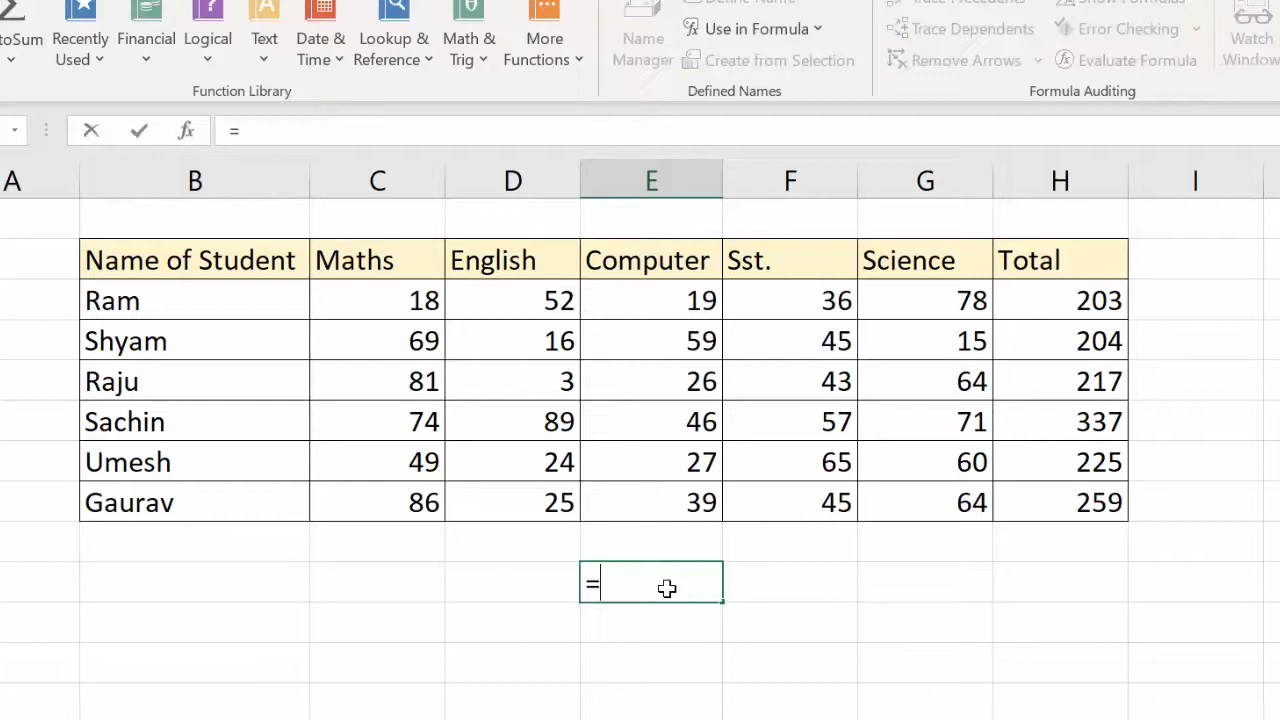 toSum Recently Used Financial Logical Text Date & Time Lookup & Reference Math & Trig More Functions Name Manager
Use in Formula
Create from Selection
Trace Dependents
Remove Arrows
Error Checking
Evaluate Formula
Watch Window
Function Library Defined Names Formula Auditing
fx =
A B C D E F G H I
Name of Student Maths English Computer Sst. Science Total
Ram 18 52 19 36 78 203
Shyam 69 16 59 45 15 204
Raju 81 3 26 43 64 217
Sachin 74 89 46 57 71 337
Umesh 49 24 27 65 60 225
Gaurav 86 25 39 45 64 259
=